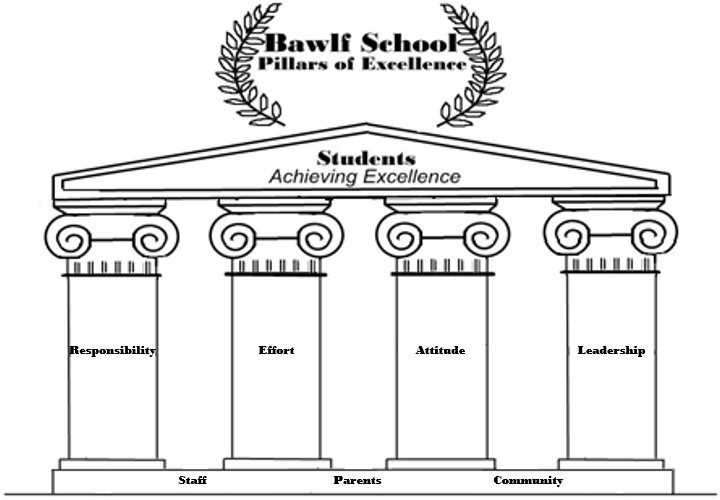 Bawlf School
Pillars of Excellence
Students
Achieving Excellence
Responsibility Effort Attitude Leadership
Staff Parents Community